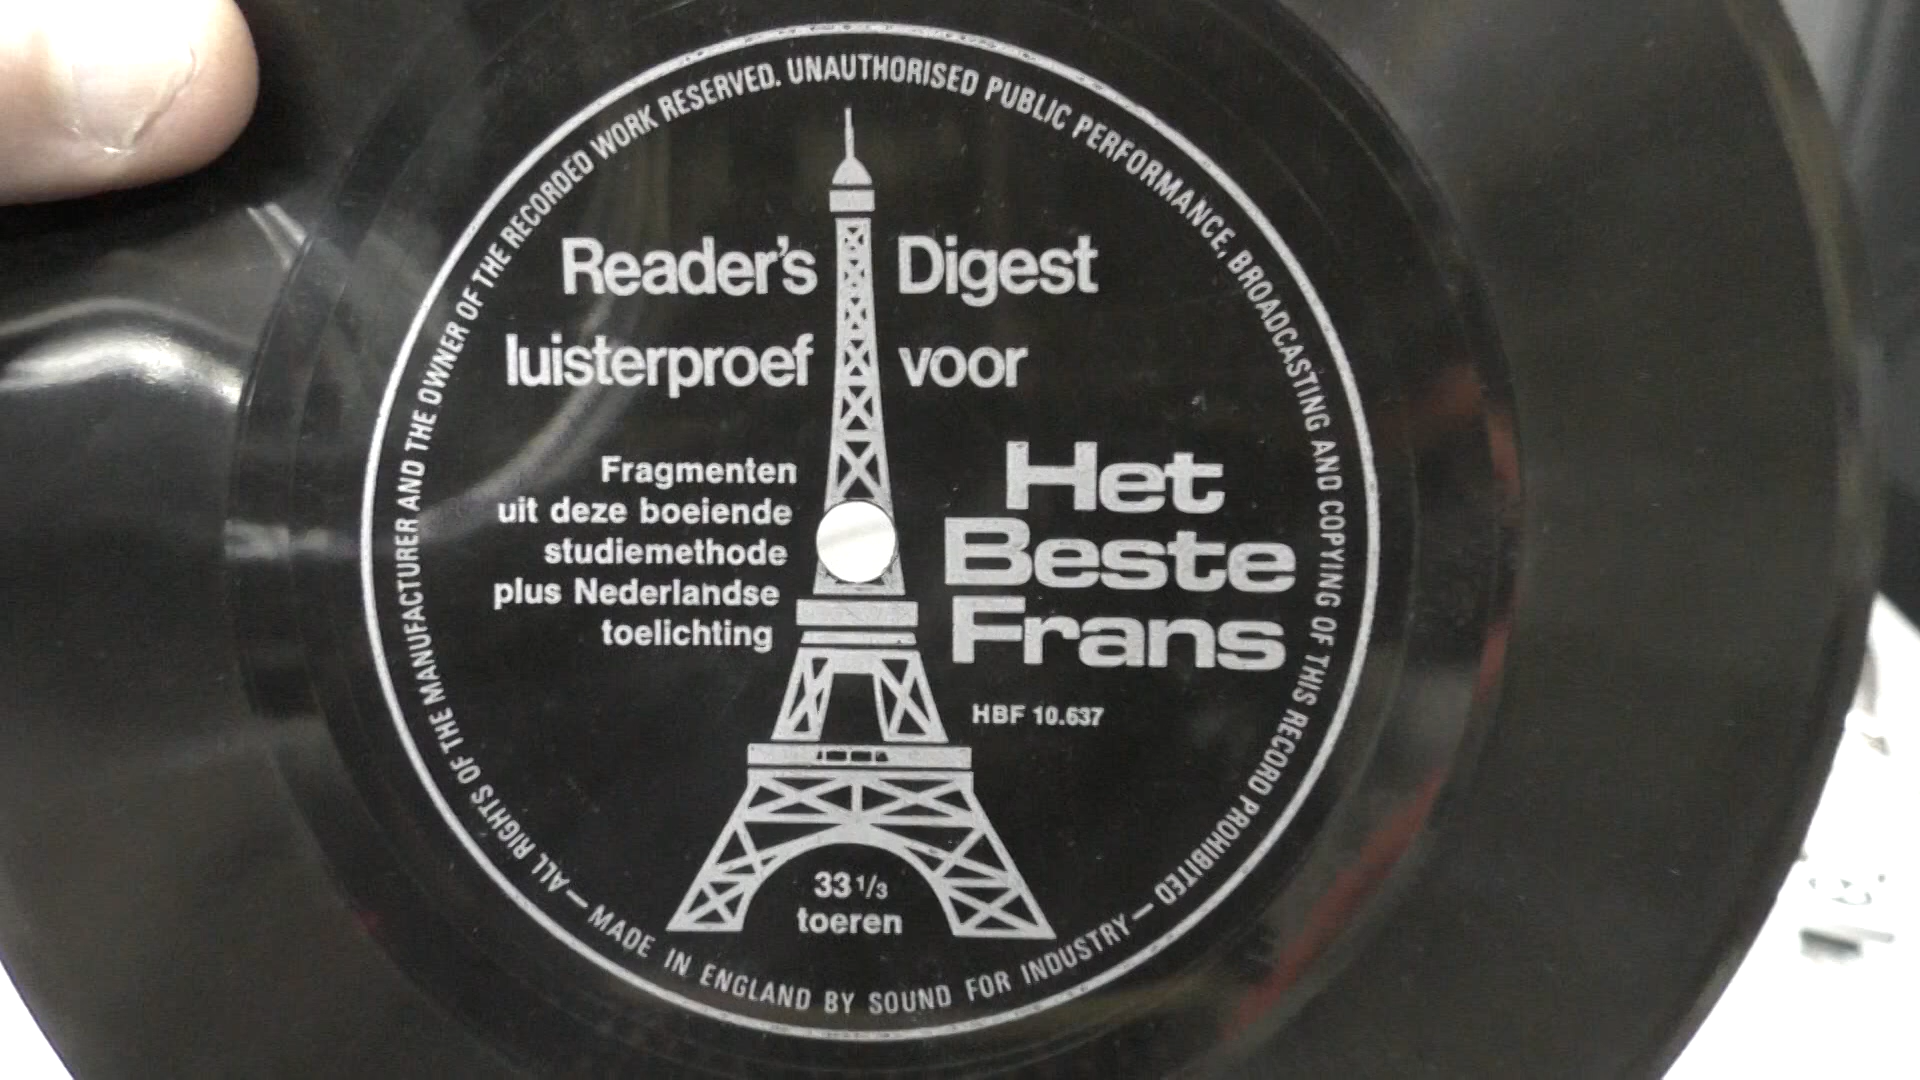 Reader's Digest
luisterproef voor
Fragmenten
uit deze boeiende
studiemethode
plus Nederlandse
toelichting
Het
Beste
Frans
HBF 10.637
33 1/3
toeren
ALL RIGHTS OF THE MANUFACTURER AND THE OWNER OF THE RECORDED WORK RESERVED. UNAUTHORISED PUBLIC PERFORMANCE, BROADCASTING AND COPYING OF THIS RECORD PROHIBITED —
MADE IN ENGLAND BY SOUND FOR INDUSTRY —